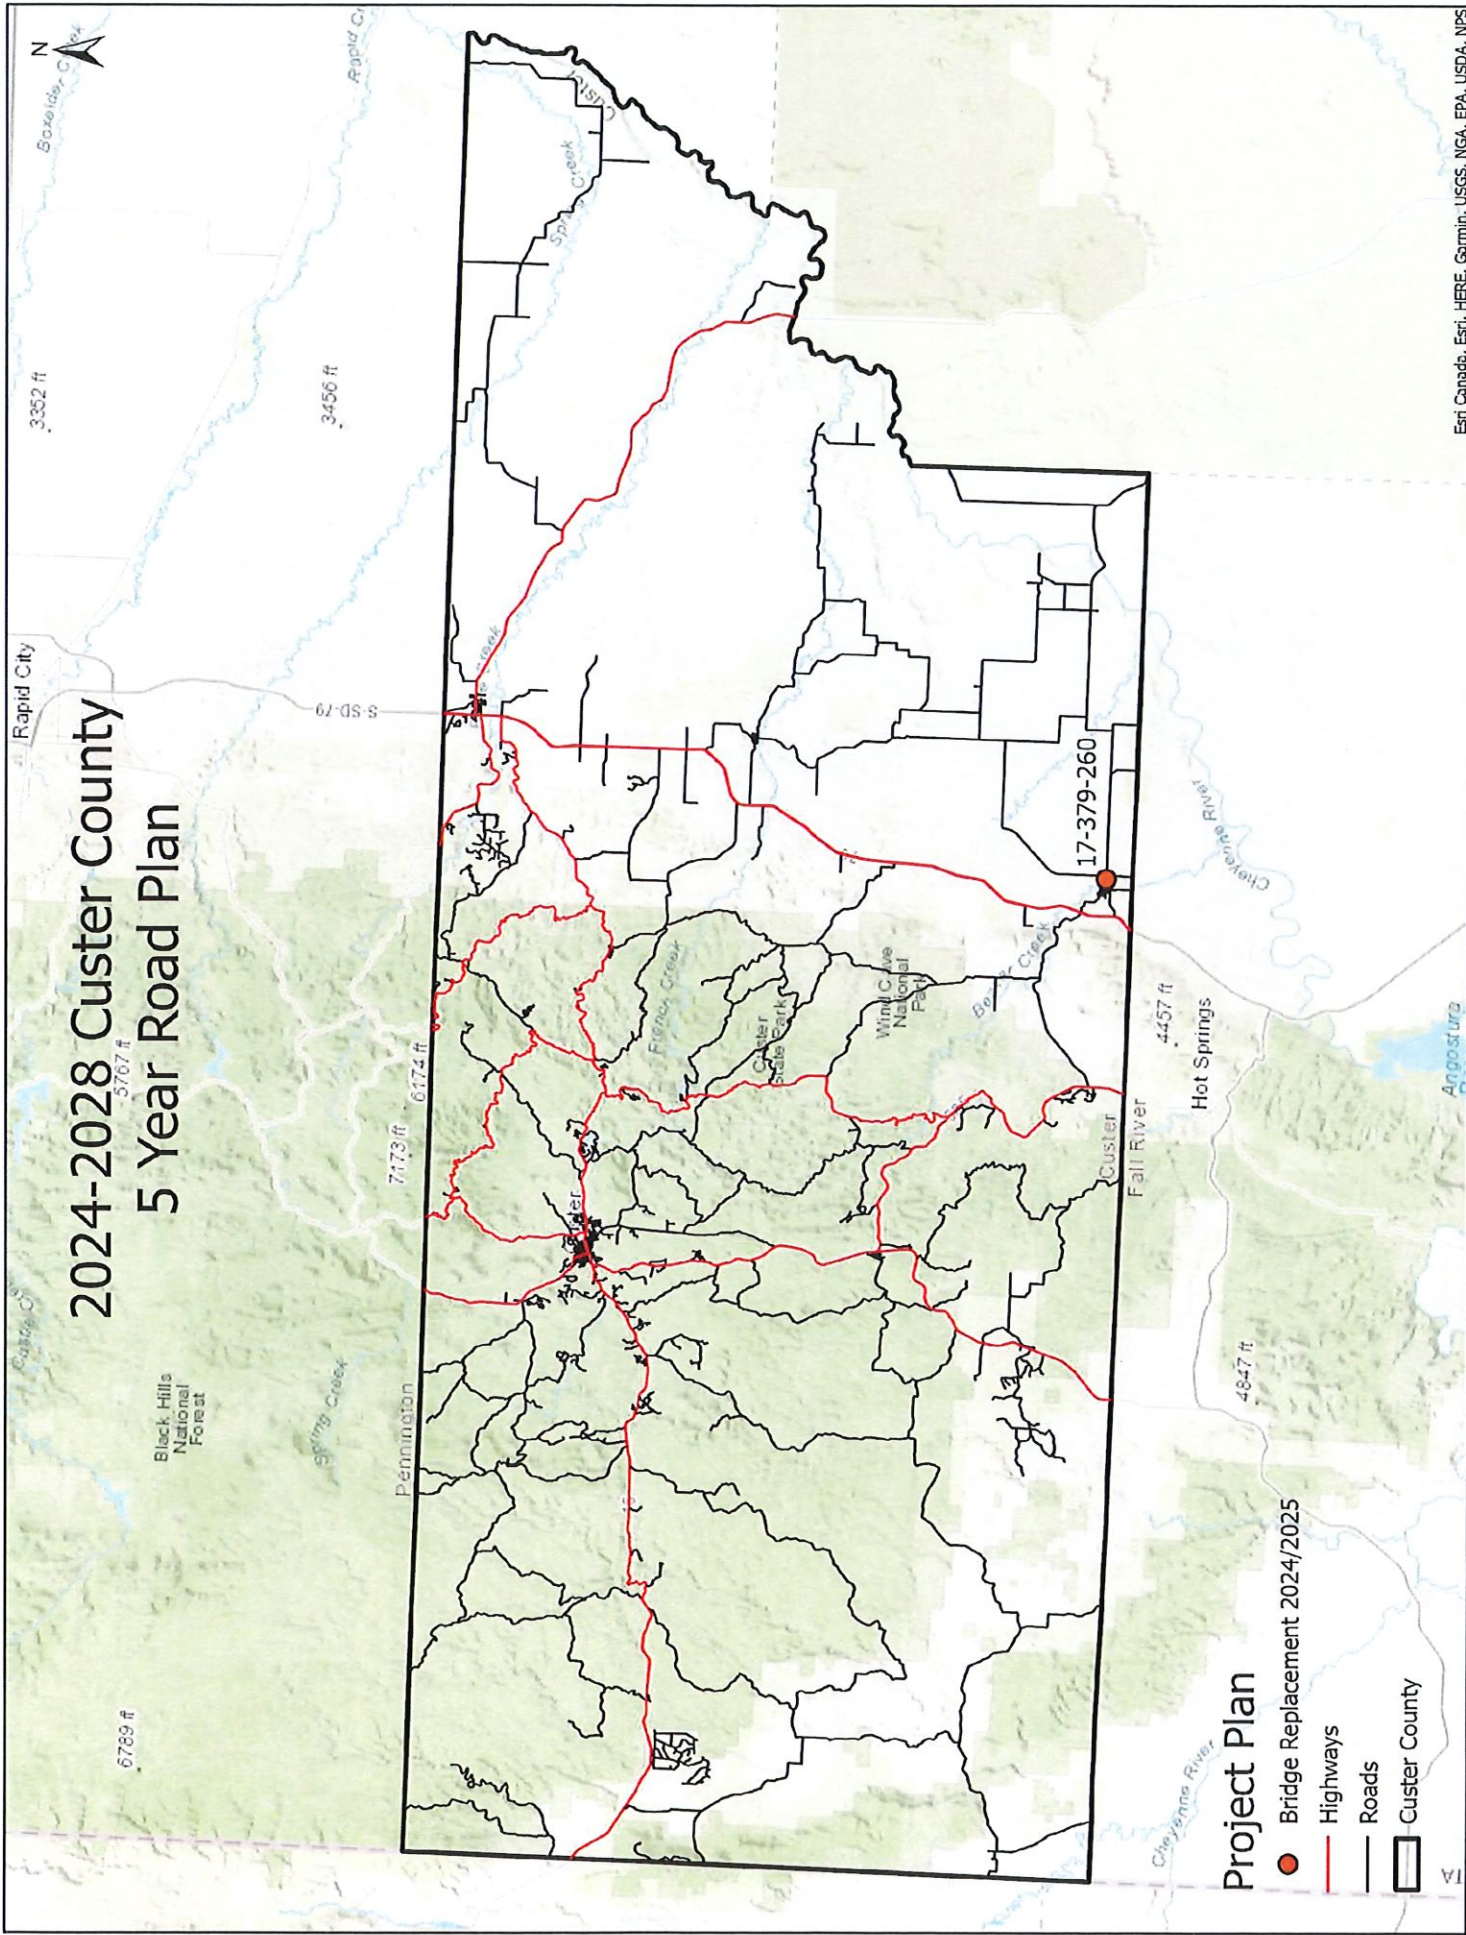 2024-2028 Custer County
5 Year Road Plan
N
Rapid City
Boxelder Creek
3352 ft
3456 ft
S-SD-79
5767 ft
6789 ft
Black Hills
National
Forest
Spring Creek
7173 ft
6174 ft
Pennington
Spring Creek
Custer
Custer
French Creek
Custer
State Park
Wind Cave
National
Park
Beaver Creek
17-379-260
Cheyenne River
Cheyenne
Custer
Fall River
4457 ft
Hot Springs
4847 ft
Angostura
Cheyenne River
Project Plan
Bridge Replacement 2024/2025
Highways
Roads
Custer County
Esri Canada, Esri, HERE, Garmin, USGS, NGA, EPA, USDA, NPS